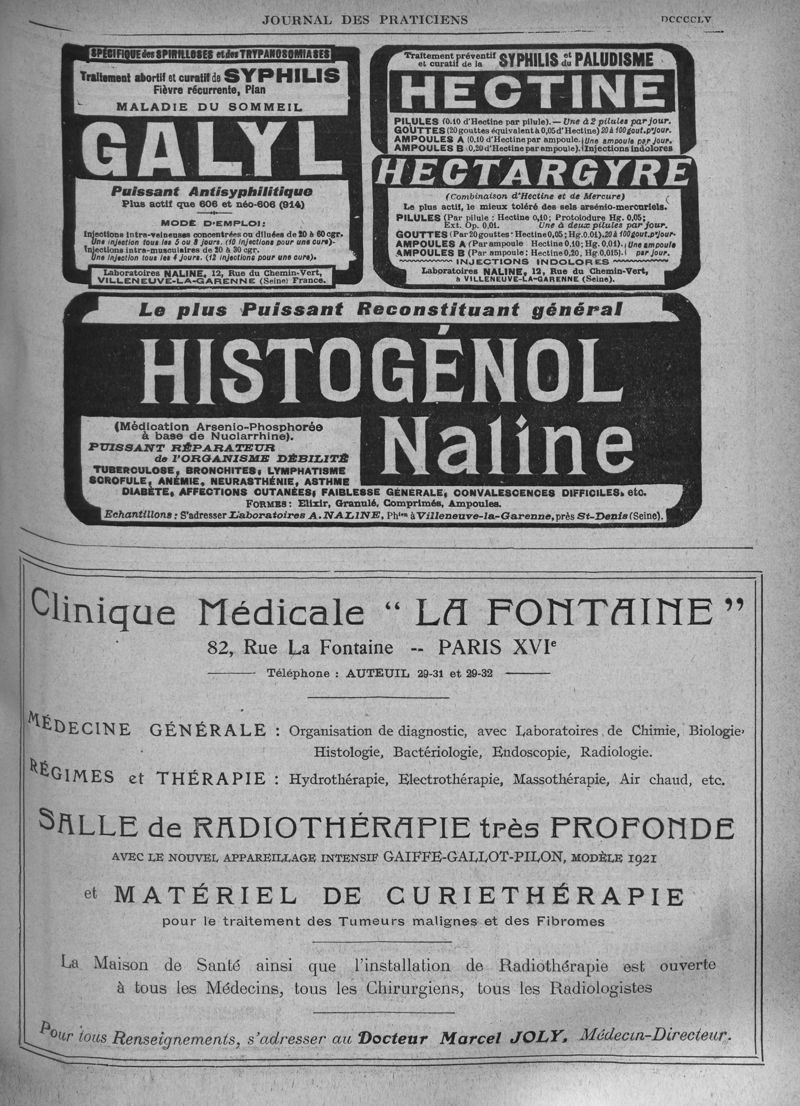 JOURNAL DES PRATICIENS
DCCCCLV
SPÉCIFIQUE des SPIRILLOSES et des TRYPANOSOMIASES
Traitement abortif et curatif de SYPHILIS
Fièvre récurrente, Pian
MALADIE DU SOMMEIL
GALYL
Puissant Antisyphilitique
Plus actif que 606 et néo-606 (914)
MODE D'EMPLOI:
Injections intra-veineuses concentrées ou diluées de 20 à 60 cgr.
Une injection tous les 5 ou 8 jours. (10 injections pour une cure).
Injections intra-musculaires de 20 à 30 cgr.
Une injection tous les 4 jours. (12 injections pour une cure).
Laboratoires NALINE, 12, Rue du Chemin-Vert,
VILLENEUVE-LA-GARENNE (Seine) France.
Traitement préventif et curatif de la SYPHILIS et du PALUDISME
HECTINE
PILULES (0.10 d'Hectine par pilule). — Une à 2 pilules par jour.
GOUTTES (20 gouttes équivalent à 0,05 d'Hectine) 20 à 100 gout. pr jour.
AMPOULES A (0.10 d'Hectine par ampoule. Une ampoule par jour.
AMPOULES B (0,20 d'Hectine par ampoule). Injections indolores
HECTARGYRE
(Combinaison d'Hectine et de Mercure)
Le plus actif, le mieux toléré des sels arsénio-mercuriels.
PILULES (Par pilule : Hectine 0,10; Protoiodure Hg. 0,05;
Ext. Op. 0,01. Une à deux pilules par jour.
GOUTTES (Par 20 gouttes · Hectine 0,05; Hg. 0.01). 20 à 100 gout. pr jour.
AMPOULES A (Par ampoule Hectine 0,10; Hg. 0,01). Une ampoule
AMPOULES B (Par ampoule: Hectine 0,20, Hg. 0,015). par jour.
INJECTIONS INDOLORES
Laboratoires NALINE, 12, Rue du Chemin-Vert,
à VILLENEUVE-LA-GARENNE (Seine).
Le plus Puissant Reconstituant général
HISTOGÉNOL
Naline
(Médication Arsenio-Phosphorée
à base de Nuclarrhine).
PUISSANT RÉPARATEUR
de l'ORGANISME DÉBILITÉ
TUBERCULOSE, BRONCHITES, LYMPHATISME
SCROFULE, ANÉMIE, NEURASTHÉNIE, ASTHME
DIABÈTE, AFFECTIONS CUTANÉES, FAIBLESSE GÉNÉRALE, CONVALESCENCES DIFFICILES, etc.
FORMES: Elixir, Granulé, Comprimés, Ampoules.
Echantillons : S'adresser Laboratoires A. NALINE, Phien à Villeneuve-la-Garenne, près St-Denis (Seine).
Clinique Médicale “ LA FONTAINE ”
82, Rue La Fontaine -- PARIS XVIe
Téléphone : AUTEUIL 29-31 et 29-32
MÉDECINE GÉNÉRALE : Organisation de diagnostic, avec Laboratoires de Chimie, Biologie,
Histologie, Bactériologie, Endoscopie, Radiologie.
RÉGIMES et THÉRAPIE : Hydrothérapie, Electrothérapie, Massothérapie, Air chaud, etc.
SALLE de RADIOTHÉRAPIE très PROFONDE
AVEC LE NOUVEL APPAREILLAGE INTENSIF GAIFFE-GALLOT-PILON, MODÈLE 1921
et MATÉRIEL DE CURIETHÉRAPIE
pour le traitement des Tumeurs malignes et des Fibromes
La Maison de Santé ainsi que l'installation de Radiothérapie est ouverte
à tous les Médecins, tous les Chirurgiens, tous les Radiologistes
Pour tous Renseignements, s'adresser au Docteur Marcel JOLY, Médecin-Directeur.